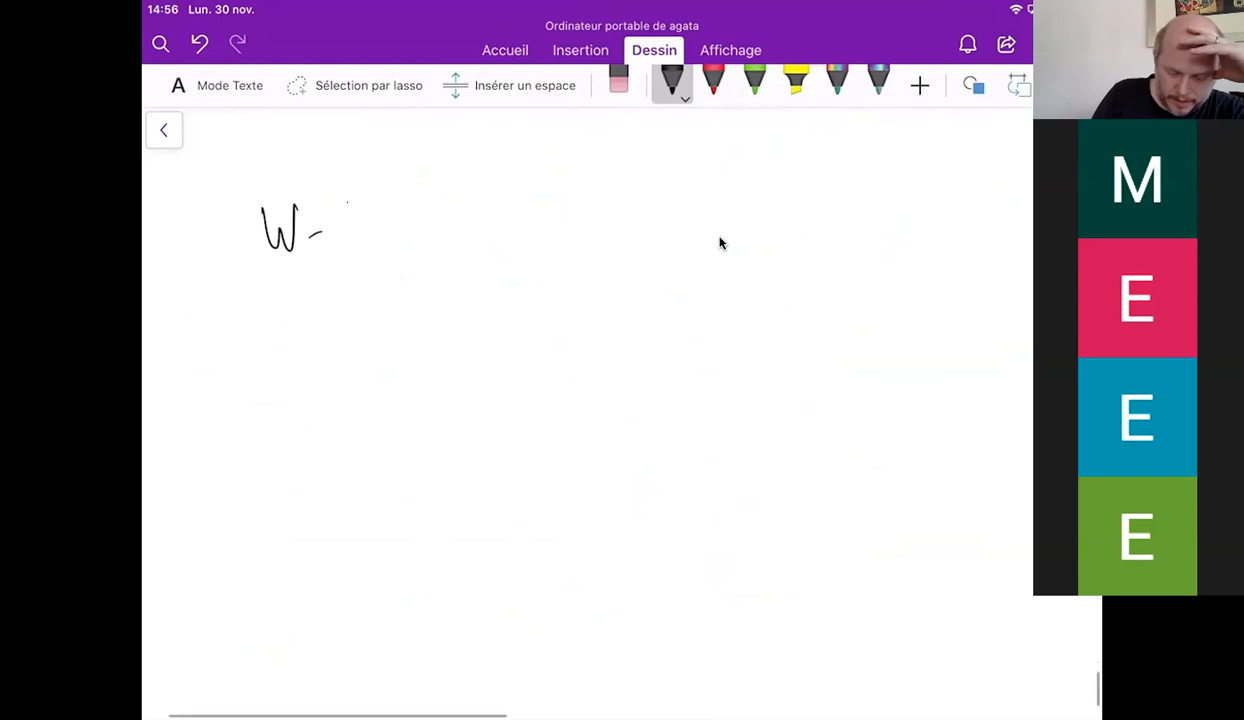 14:56 Lun. 30 nov.
Ordinateur portable de agata
Accueil Insertion Dessin Affichage
A Mode Texte Sélection par lasso Insérer un espace
W -
M
E
E
E